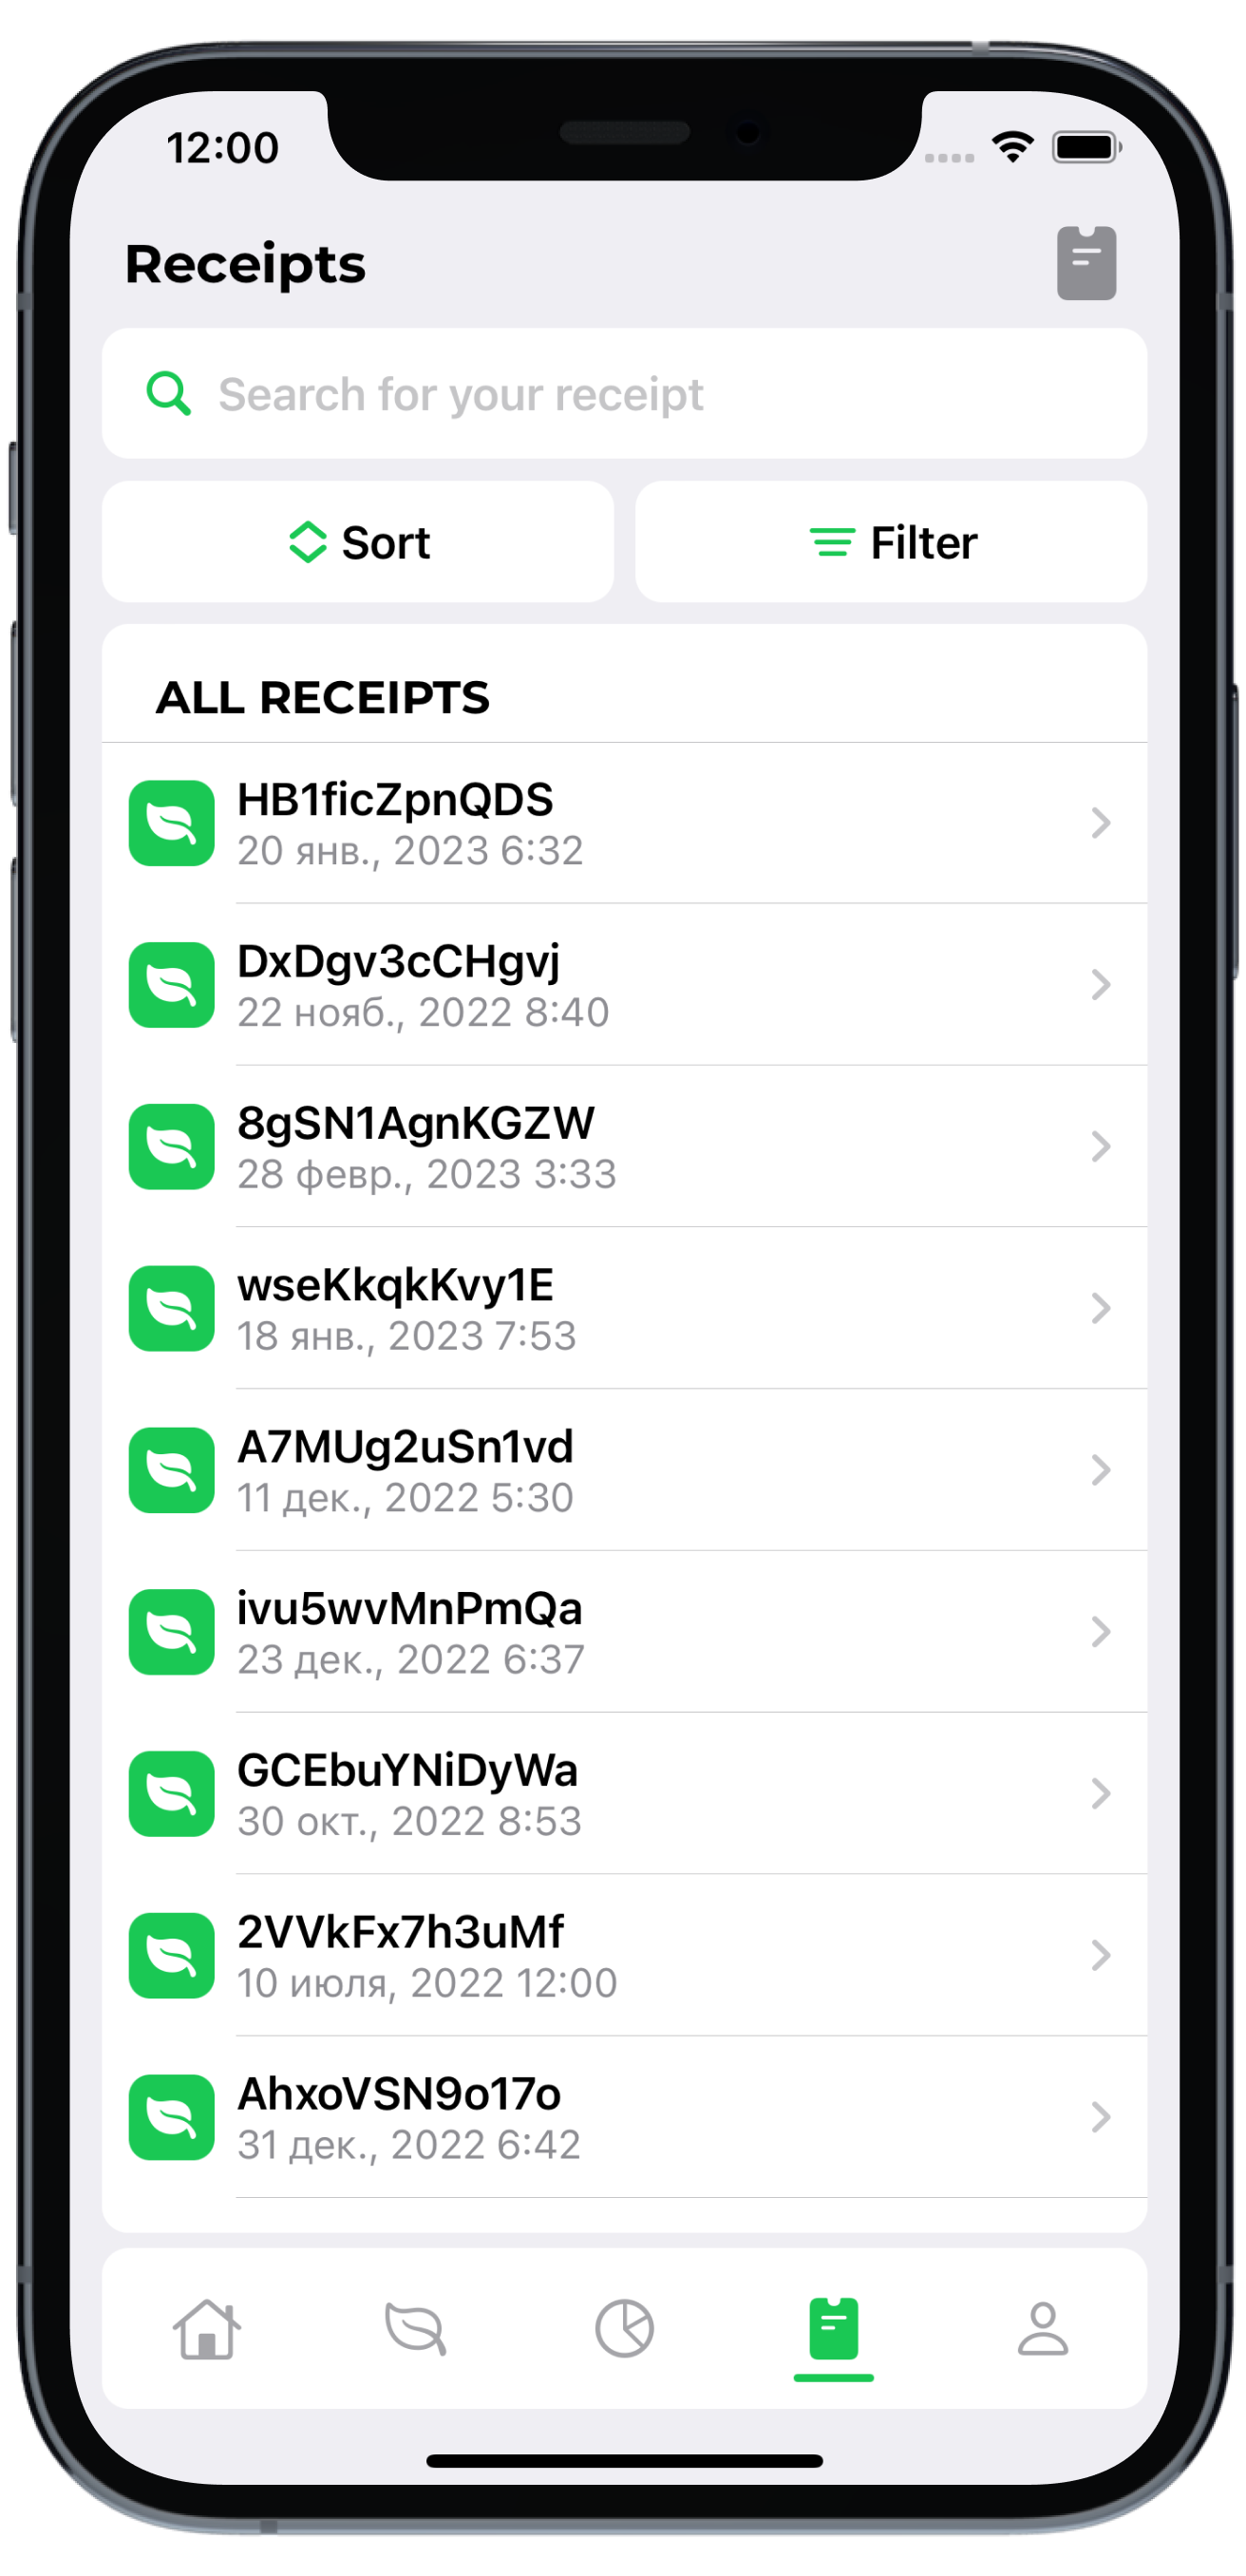 12:00
Receipts
Search for your receipt
Sort
Filter
ALL RECEIPTS
HB1ficZpnQDS
20 янв., 2023 6:32
DxDgv3cCHgvj
22 нояб., 2022 8:40
8gSN1AgnKGZW
28 февр., 2023 3:33
wseKkqkKvy1E
18 янв., 2023 7:53
A7MUg2uSn1vd
11 дек., 2022 5:30
ivu5wvMnPmQa
23 дек., 2022 6:37
GCEbuYNiDyWa
30 окт., 2022 8:53
2VVkFx7h3uMf
10 июля, 2022 12:00
AhxoVSN9o17o
31 дек., 2022 6:42